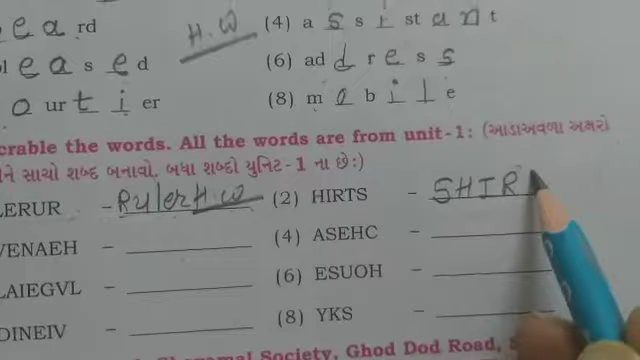 e a rd H.W (4) a s s i st a n t
e a s e d (6) ad d r e s s
o ur t i er (8) m o b i l e
crable the words. All the words are from unit-1: (આડાઅવળા અક્ષરો
ને સાચો શબ્દ બનાવો. બધા શબ્દો યુનિટ-1 ના છે:)
LERUR - Ruler H.W (2) HIRTS - SHIR
VENAEH - (4) ASEHC -
LAIEGVL - (6) ESUOH -
DINEIV - (8) YKS -
Society, Ghod Dod Road,